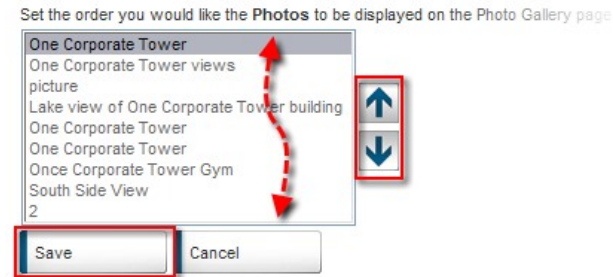 Set the order you would like the Photos to be displayed on the Photo Gallery page
One Corporate Tower
One Corporate Tower views
picture
Lake view of One Corporate Tower building
One Corporate Tower
One Corporate Tower
Once Corporate Tower Gym
South Side View
2
Save
Cancel